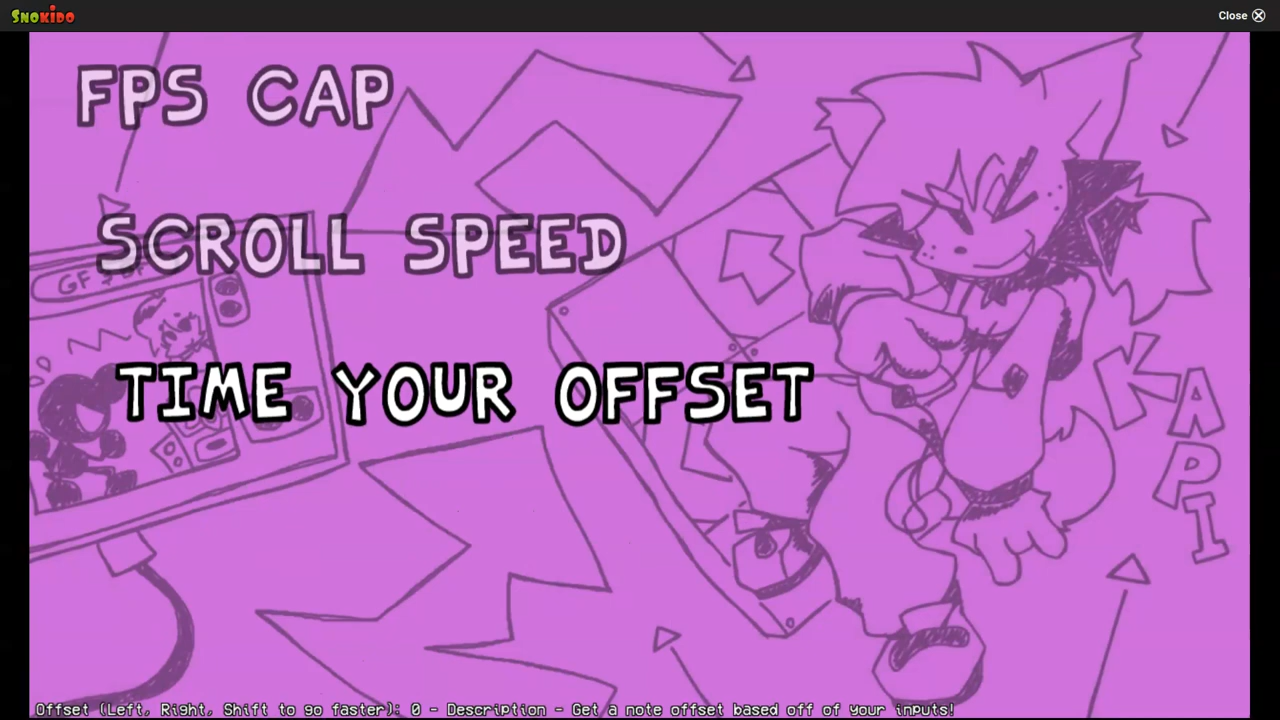 SNOKIDO
Close
FPS CAP
SCROLL SPEED
GF
TIME YOUR OFFSET
KAPI
Offset (Left, Right, Shift to go faster): 0 - Description - Get a note offset based off of your inputs!